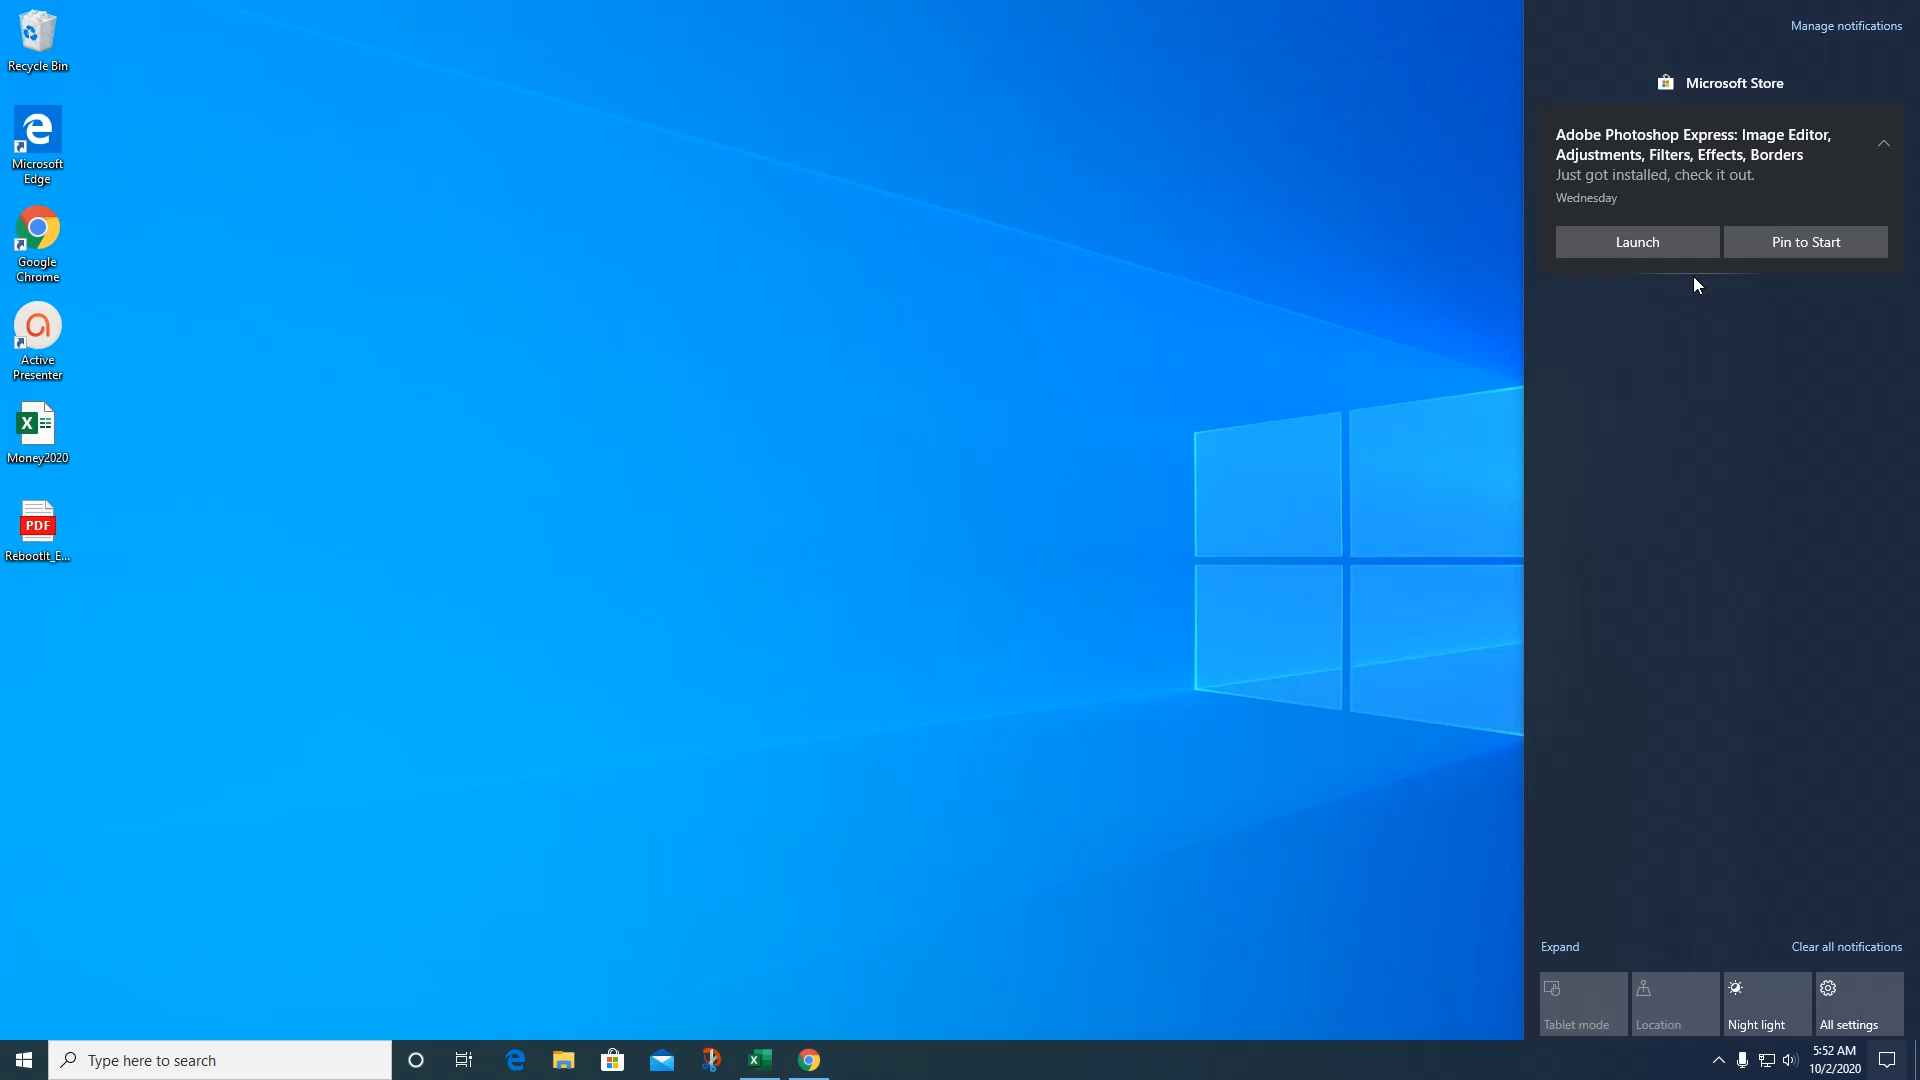 Recycle Bin
Microsoft
Edge
Google
Chrome
Active
Presenter
Money2020
PDF
RebootIt_E...
Manage notifications
Microsoft Store
Adobe Photoshop Express: Image Editor,
Adjustments, Filters, Effects, Borders
Just got installed, check it out.
Wednesday
Launch
Pin to Start
Expand
Clear all notifications
Tablet mode
Location
Night light
All settings
Type here to search
5:52 AM
10/2/2020